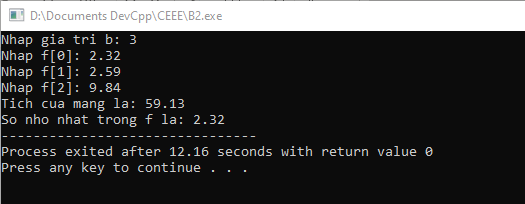 D:\Documents DevCpp\CEEE\B2.exe
Nhap gia tri b: 3
Nhap f[0]: 2.32
Nhap f[1]: 2.59
Nhap f[2]: 9.84
Tich cua mang la: 59.13
So nho nhat trong f la: 2.32
--------------------------------
Process exited after 12.16 seconds with return value 0
Press any key to continue . . .